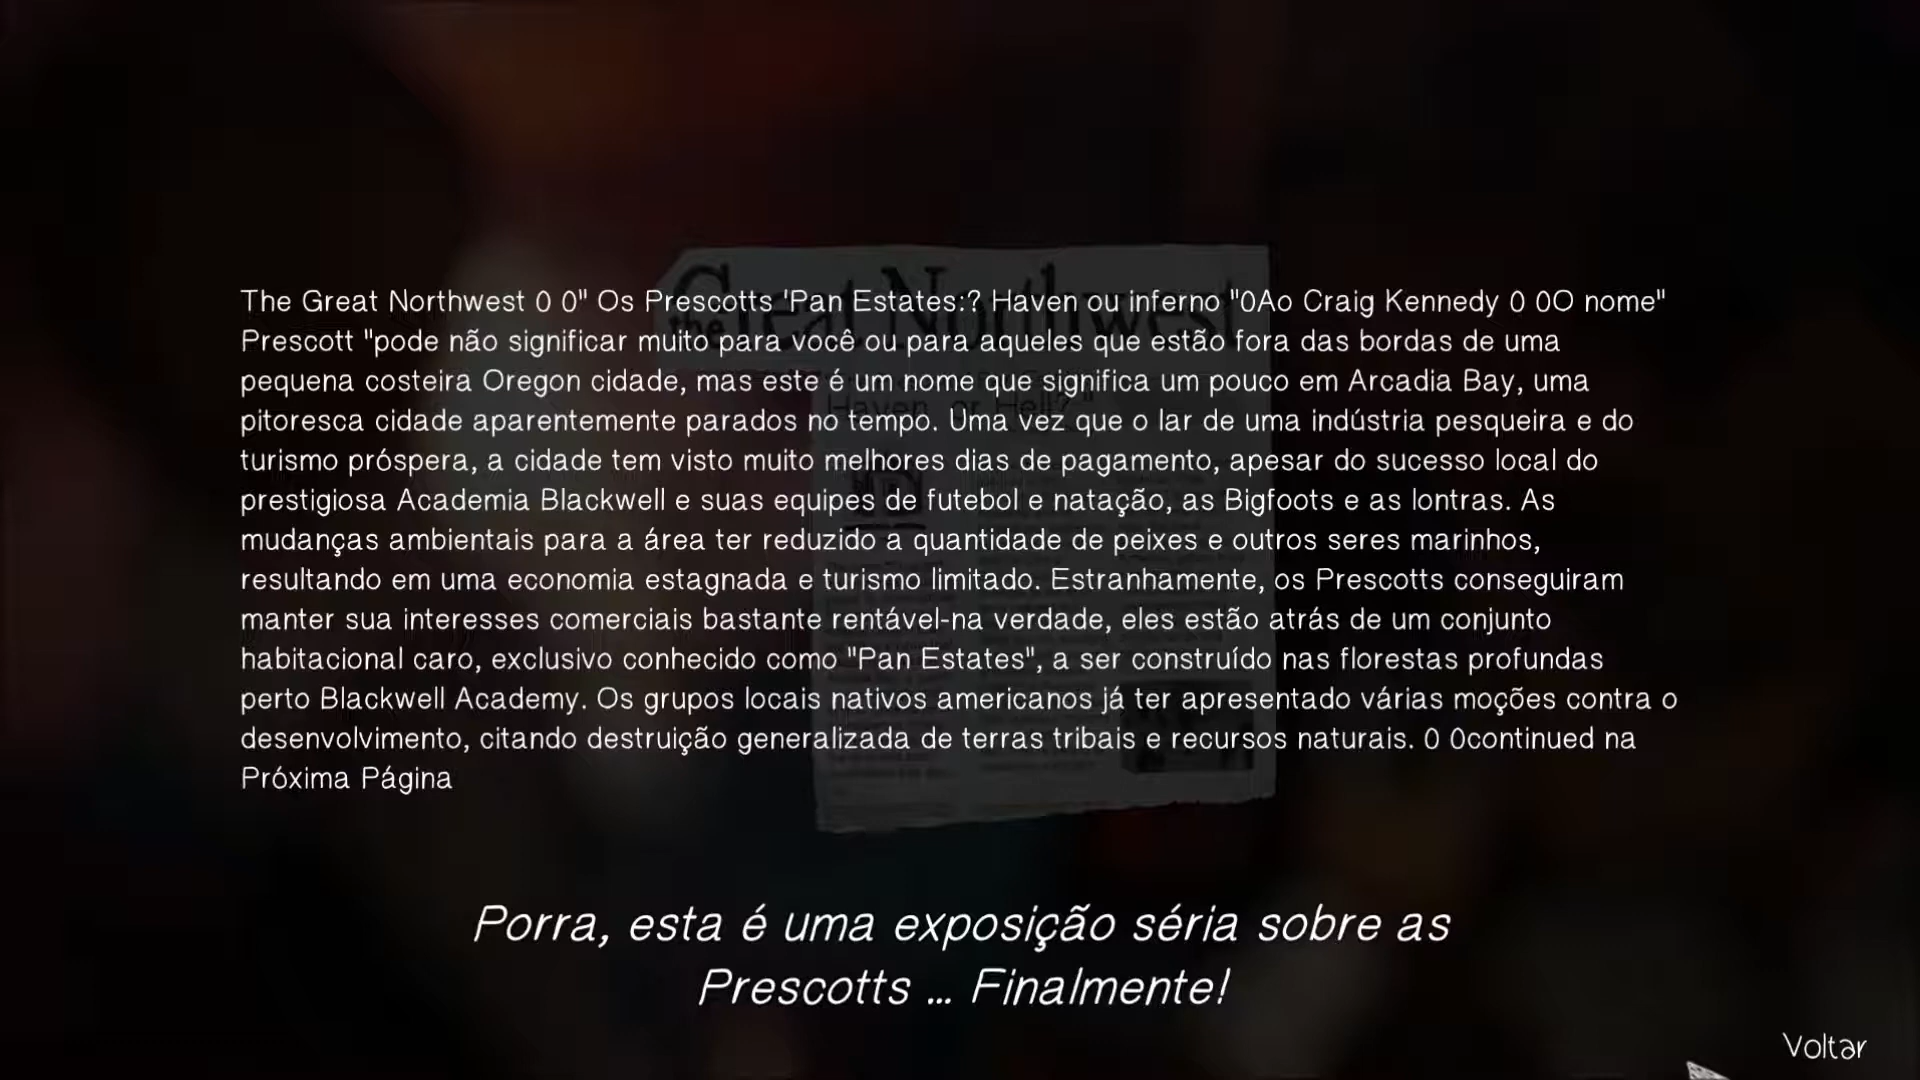 The Great Northwest 0 0" Os Prescotts 'Pan Estates:? Haven ou inferno "0Ao Craig Kennedy 0 0O nome"
Prescott "pode não significar muito para você ou para aqueles que estão fora das bordas de uma
pequena costeira Oregon cidade, mas este é um nome que significa um pouco em Arcadia Bay, uma
pitoresca cidade aparentemente parados no tempo. Uma vez que o lar de uma indústria pesqueira e do
turismo próspera, a cidade tem visto muito melhores dias de pagamento, apesar do sucesso local do
prestigiosa Academia Blackwell e suas equipes de futebol e natação, as Bigfoots e as lontras. As
mudanças ambientais para a área ter reduzido a quantidade de peixes e outros seres marinhos,
resultando em uma economia estagnada e turismo limitado. Estranhamente, os Prescotts conseguiram
manter sua interesses comerciais bastante rentável-na verdade, eles estão atrás de um conjunto
habitacional caro, exclusivo conhecido como "Pan Estates", a ser construído nas florestas profundas
perto Blackwell Academy. Os grupos locais nativos americanos já ter apresentado várias moções contra o
desenvolvimento, citando destruição generalizada de terras tribais e recursos naturais. 0 0continued na
Próxima Página
the Great Northwest
Haven or Hell?"
Porra, esta é uma exposição séria sobre as
Prescotts ... Finalmente!
Voltar